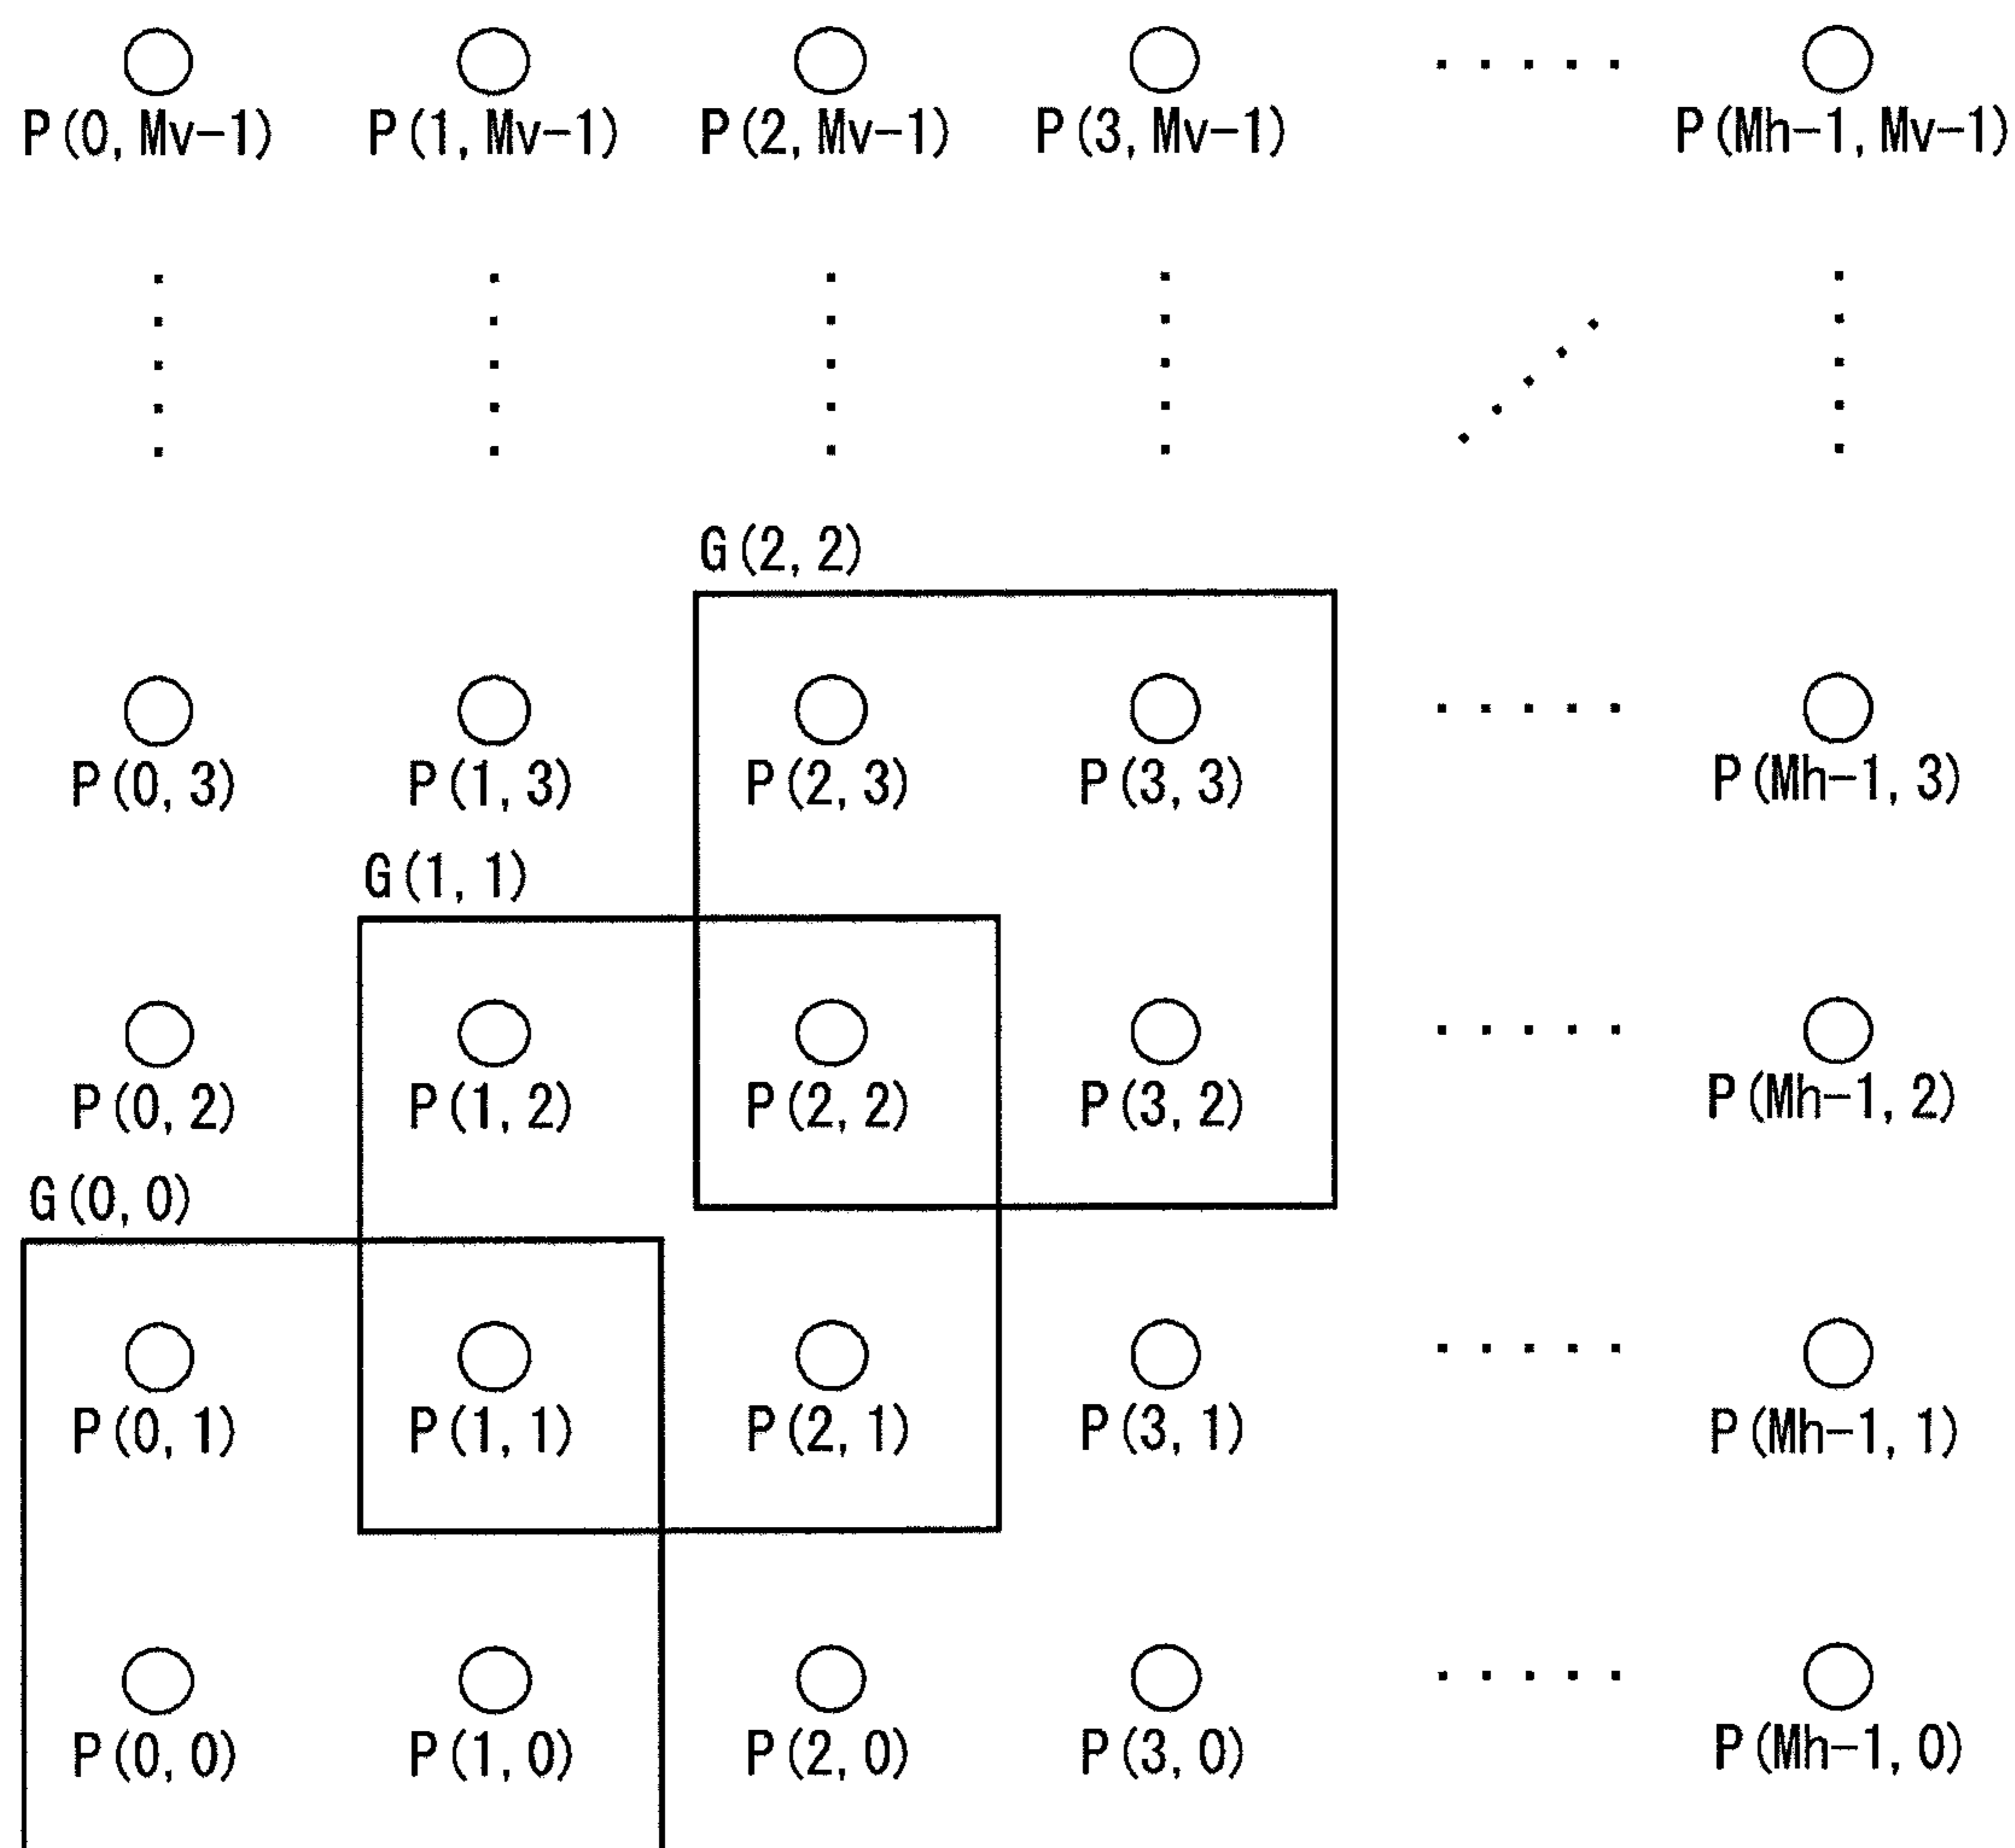 P(0,Mv-1) P(1,Mv-1) P(2,Mv-1) P(3,Mv-1) P(Mh-1,Mv-1)
G(2,2)
P(0,3) P(1,3) P(2,3) P(3,3) P(Mh-1,3)
G(1,1)
P(0,2) P(1,2) P(2,2) P(3,2) P(Mh-1,2)
G(0,0)
P(0,1) P(1,1) P(2,1) P(3,1) P(Mh-1,1)
P(0,0) P(1,0) P(2,0) P(3,0) P(Mh-1,0)